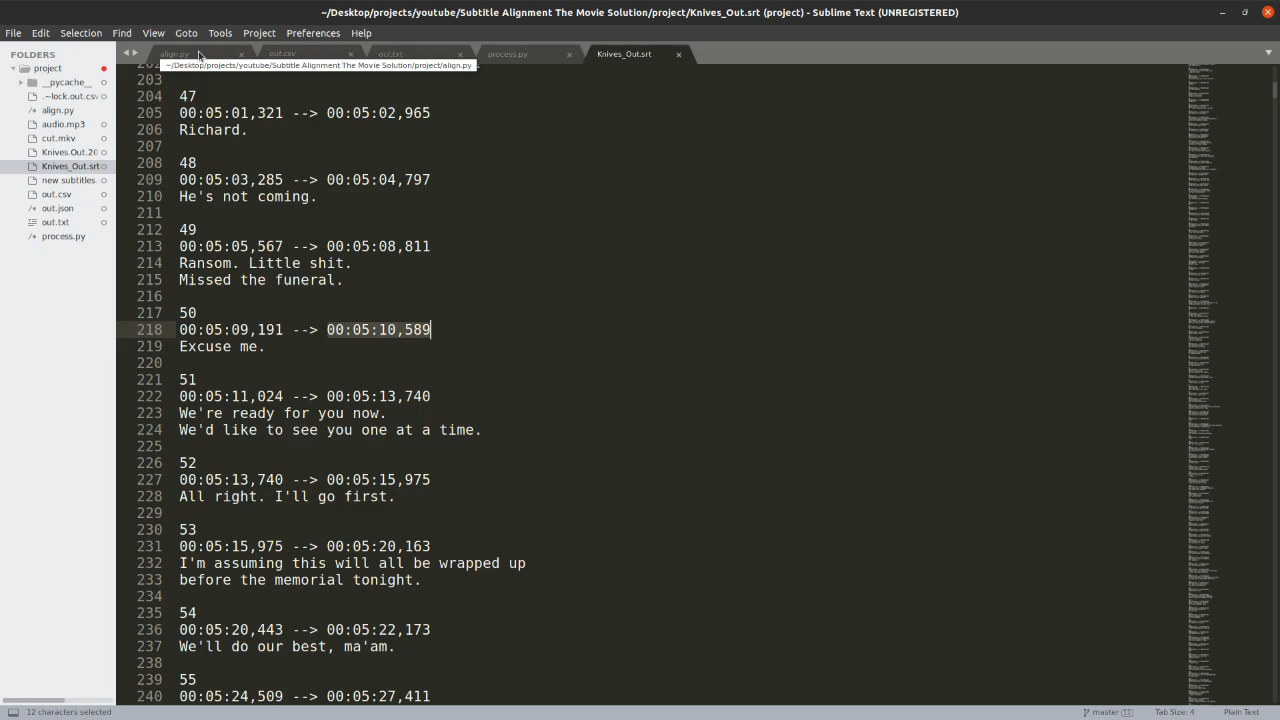 ~/Desktop/projects/youtube/Subtitle Alignment The Movie Solution/project/Knives_Out.srt (project) - Sublime Text (UNREGISTERED)
File Edit Selection Find View Goto Tools Project Preferences Help
FOLDERS
project
__pycache__
.~lock.out.csv
align.py
audio.mp3
cut.mkv
Knives.Out.20
Knives_Out.srt
new subtitles.
out.csv
out.json
out.txt
process.py
align.py out.csv out.txt process.py Knives_Out.srt
~/Desktop/projects/youtube/Subtitle Alignment The Movie Solution/project/align.py
203
204 47
205 00:05:01,321 --> 00:05:02,965
206 Richard.
207
208 48
209 00:05:03,285 --> 00:05:04,797
210 He's not coming.
211
212 49
213 00:05:05,567 --> 00:05:08,811
214 Ransom. Little shit.
215 Missed the funeral.
216
217 50
218 00:05:09,191 --> 00:05:10,589
219 Excuse me.
220
221 51
222 00:05:11,024 --> 00:05:13,740
223 We're ready for you now.
224 We'd like to see you one at a time
225
226 52
227 00:05:13,740 --> 00:05:15,975
228 All right. I'll go first.
229
230 53
231 00:05:15,975 -->
232 I'm assuming this will all be wrapped up
233 before the memorial tonight.
234
235 54
236 00:05:20,443 --> 00:05:22,173
237 We'll do our best, ma'am.
238
239 55
240 00:05:24,509 --> 00:05:27,410
12 characters selected
master 11 Tab Size: 4 Plain Text